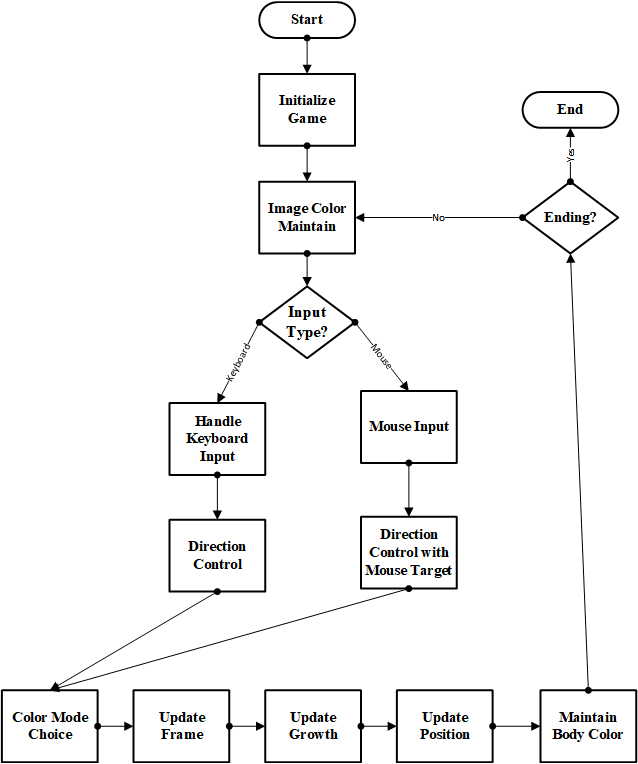 Start
Initialize
Game
End
Yes
Image Color
Maintain
No
Ending?
Input
Type?
Keyboard
Mouse
Handle
Keyboard
Input
Mouse Input
Direction
Control
Direction
Control with
Mouse Target
Color Mode
Choice
Update
Frame
Update
Growth
Update
Position
Maintain
Body Color